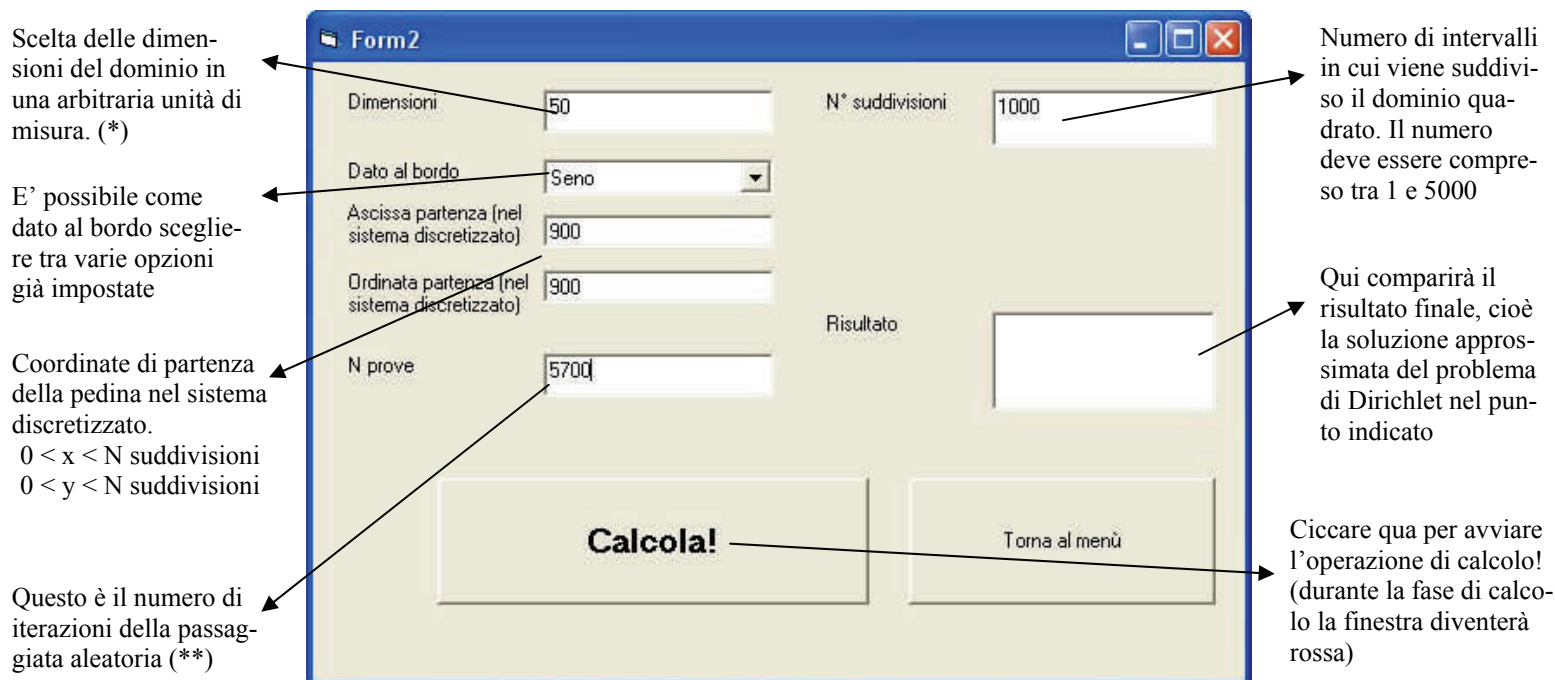 Scelta delle dimen-
sioni del dominio in
una arbitraria unità di
misura. (*)
E’ possibile come
dato al bordo sceglie-
re tra varie opzioni
già impostate
Coordinate di partenza
della pedina nel sistema
discretizzato.
0 < x < N suddivisioni
0 < y < N suddivisioni
Questo è il numero di
iterazioni della passag-
giata aleatoria (**)
Form2
Dimensioni
50
N° suddivisioni
1000
Dato al bordo
Seno
Ascissa partenza (nel
sistema discretizzato)
900
Ordinata partenza (nel
sistema discretizzato)
900
Risultato
N prove
5700
Calcola!
Torna al menù
Numero di intervalli
in cui viene suddivi-
so il dominio qua-
drato. Il numero
deve essere compre-
so tra 1 e 5000
Qui comparirà il
risultato finale, cioè
la soluzione appros-
simata del problema
di Dirichlet nel pun-
to indicato
Ciccare qua per avviare
l’operazione di calcolo!
(durante la fase di calco-
lo la finestra diventerà
rossa)